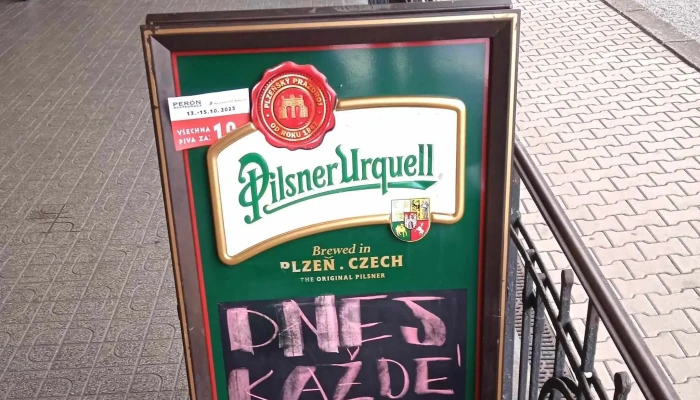 PERON
13.-15.10.2023
VŠECHNA
PIVA ZA:
PLZEŇSKÝ PRAZDROJ
OD ROKU
Pilsner Urquell
Brewed in
PLZEŇ . CZECH
THE ORIGINAL PILSNER
DNES
KAŽDÉ